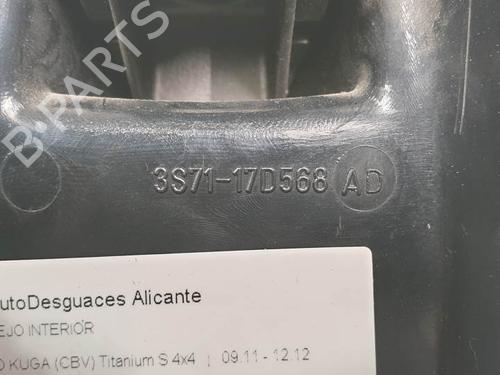 B-PARTS
3S71-17D568 AD
utoDesguaces Alicante
EJO INTERIOR
KUGA (CBV) Titanium S 4x4 | 09.11 - 12.12